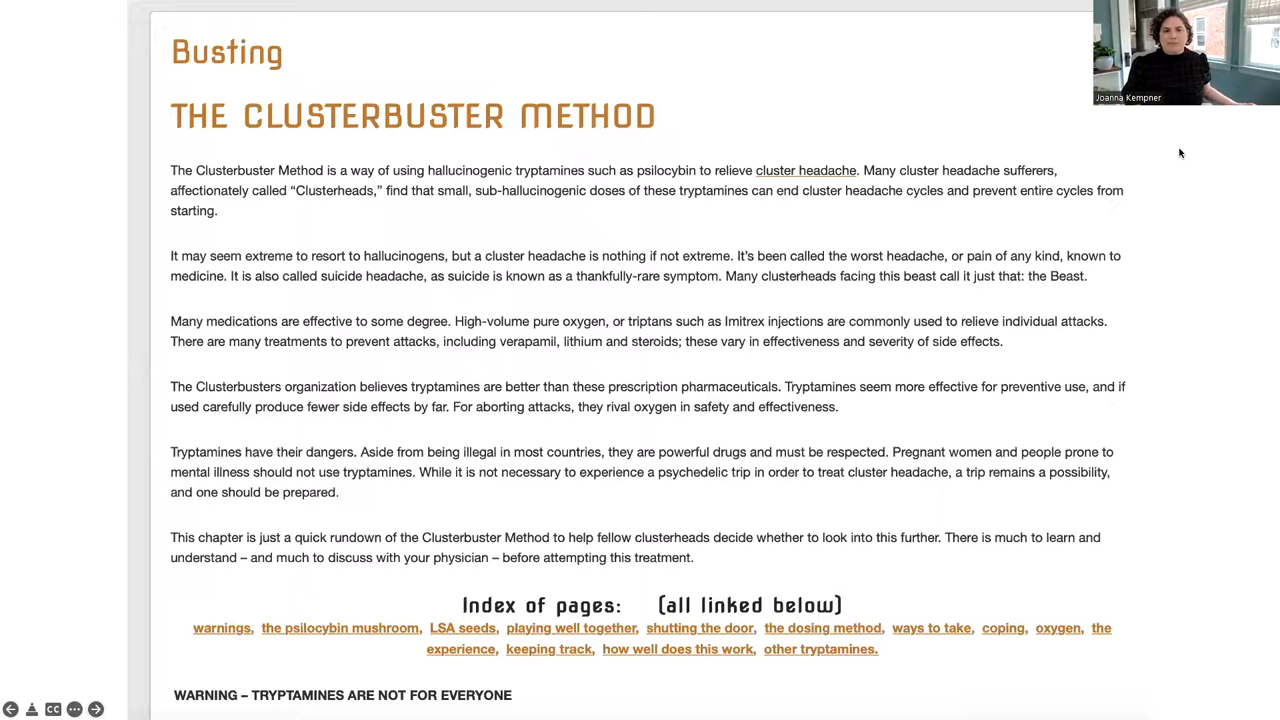 Busting
THE CLUSTERBUSTER METHOD
The Clusterbuster Method is a way of using hallucinogenic tryptamines such as psilocybin to relieve cluster headache. Many cluster headache sufferers,
affectionately called “Clusterheads,” find that small, sub-hallucinogenic doses of these tryptamines can end cluster headache cycles and prevent entire cycles from
starting.
It may seem extreme to resort to hallucinogens, but a cluster headache is nothing if not extreme. It’s been called the worst headache, or pain of any kind, known to
medicine. It is also called suicide headache, as suicide is known as a thankfully-rare symptom. Many clusterheads facing this beast call it just that: the Beast.
Many medications are effective to some degree. High-volume pure oxygen, or triptans such as Imitrex injections are commonly used to relieve individual attacks.
There are many treatments to prevent attacks, including verapamil, lithium and steroids; these vary in effectiveness and severity of side effects.
The Clusterbusters organization believes tryptamines are better than these prescription pharmaceuticals. Tryptamines seem more effective for preventive use, and if
used carefully produce fewer side effects by far. For aborting attacks, they rival oxygen in safety and effectiveness.
Tryptamines have their dangers. Aside from being illegal in most countries, they are powerful drugs and must be respected. Pregnant women and people prone to
mental illness should not use tryptamines. While it is not necessary to experience a psychedelic trip in order to treat cluster headache, a trip remains a possibility,
and one should be prepared.
This chapter is just a quick rundown of the Clusterbuster Method to help fellow clusterheads decide whether to look into this further. There is much to learn and
understand – and much to discuss with your physician – before attempting this treatment.
Index of pages: (all linked below)
warnings, the psilocybin mushroom, LSA seeds, playing well together, shutting the door, the dosing method, ways to take, coping, oxygen, the
experience, keeping track, how well does this work, other tryptamines.
WARNING – TRYPTAMINES ARE NOT FOR EVERYONE
Joanna Kempner
CC